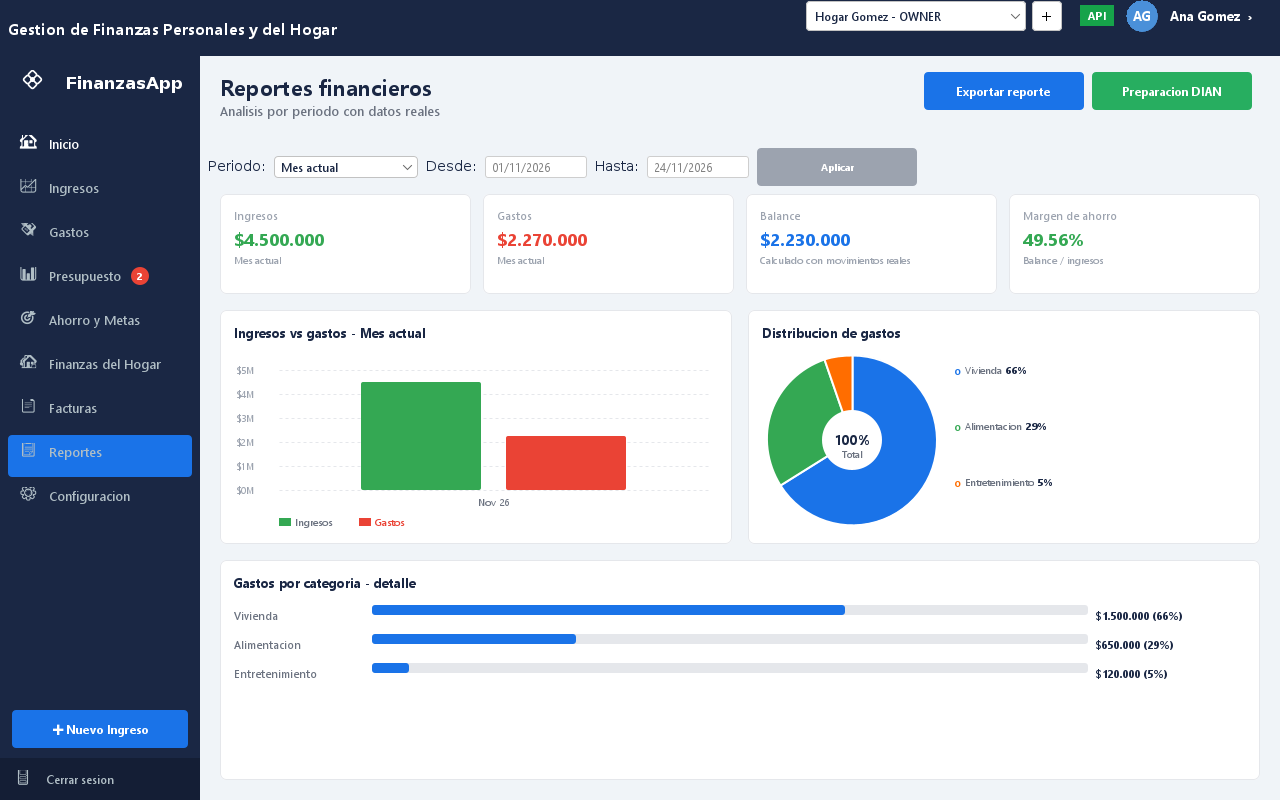 Gestion de Finanzas Personales y del Hogar
Hogar Gomez - OWNER
+
API
AG
Ana Gomez ›
FinanzasApp
Inicio
Ingresos
Gastos
Presupuesto 2
Ahorro y Metas
Finanzas del Hogar
Facturas
Reportes
Configuracion
+ Nuevo Ingreso
Cerrar sesion
Reportes financieros
Analisis por periodo con datos reales
Exportar reporte
Preparacion DIAN
Periodo: Mes actual Desde: 01/11/2026 Hasta: 24/11/2026 Aplicar
Ingresos
$4.500.000
Mes actual
Gastos
$2.270.000
Mes actual
Balance
$2.230.000
Calculado con movimientos reales
Margen de ahorro
49.56%
Balance / ingresos
Ingresos vs gastos - Mes actual
$5M
$4M
$3M
$2M
$1M
$0M
Nov 26
Ingresos Gastos
Distribucion de gastos
100%
Total
Vivienda 66%
Alimentacion 29%
Entretenimiento 5%
Gastos por categoria - detalle
Vivienda $1.500.000 (66%)
Alimentacion $650.000 (29%)
Entretenimiento $120.000 (5%)